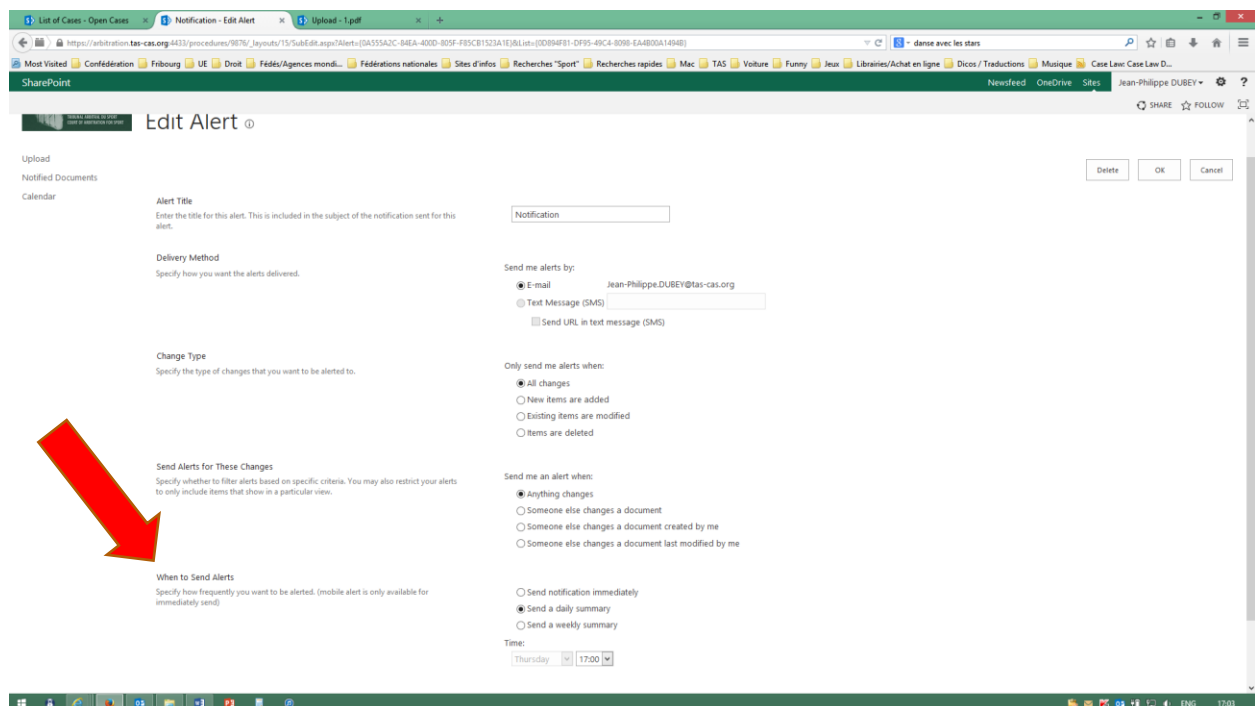 List of Cases - Open Cases
Notification - Edit Alert
Upload - 1.pdf
https://arbitration.tas-cas.org:4433/procedures/9876/_layouts/15/SubEdit.aspx?Alert={0A555A2C-84EA-400D-805F-F85CB1523A1E}&List={0D894F81-DF95-49C4-8098-EA4B00A1494B}
danse avec les stars
Most Visited Confédération Fribourg UE Droit Fédés/Agences mondi... Fédérations nationales Sites d'infos Recherches "Sport" Recherches rapides Mac TAS Voiture Funny Jeux Librairies/Achat en ligne Dicos / Traductions Musique Case Law: Case Law D...
SharePoint
Newsfeed OneDrive Sites Jean-Philippe DUBEY ?
SHARE FOLLOW
TRIBUNAL ARBITRAL DU SPORT
COURT OF ARBITRATION FOR SPORT
Edit Alert
Upload
Notified Documents
Calendar
Delete OK Cancel
Alert Title
Enter the title for this alert. This is included in the subject of the notification sent for this
alert.
Notification
Delivery Method
Specify how you want the alerts delivered.
Send me alerts by:
E-mail Jean-Philippe.DUBEY@tas-cas.org
Text Message (SMS)
Send URL in text message (SMS)
Change Type
Specify the type of changes that you want to be alerted to.
Only send me alerts when:
All changes
New items are added
Existing items are modified
Items are deleted
Send Alerts for These Changes
Specify whether to filter alerts based on specific criteria. You may also restrict your alerts
to only include items that show in a particular view.
Send me an alert when:
Anything changes
Someone else changes a document
Someone else changes a document created by me
Someone else changes a document last modified by me
When to Send Alerts
Specify how frequently you want to be alerted. (mobile alert is only available for
immediately send)
Send notification immediately
Send a daily summary
Send a weekly summary
Time:
Thursday 17:00
ENG 17:03